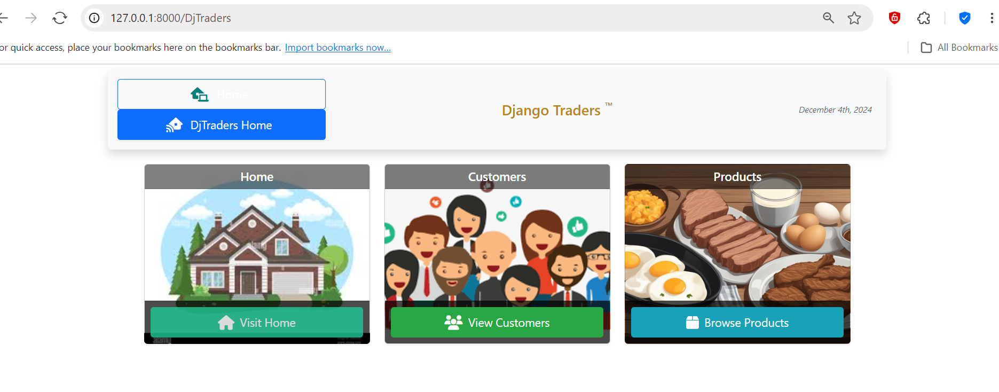 127.0.0.1:8000/DjTraders
or quick access, place your bookmarks here on the bookmarks bar. Import bookmarks now...
All Bookmarks
Home
DjTraders Home
Django Traders ™
December 4th, 2024
Home
Customers
Products
alamy
Visit Home
View Customers
Browse Products
alamy